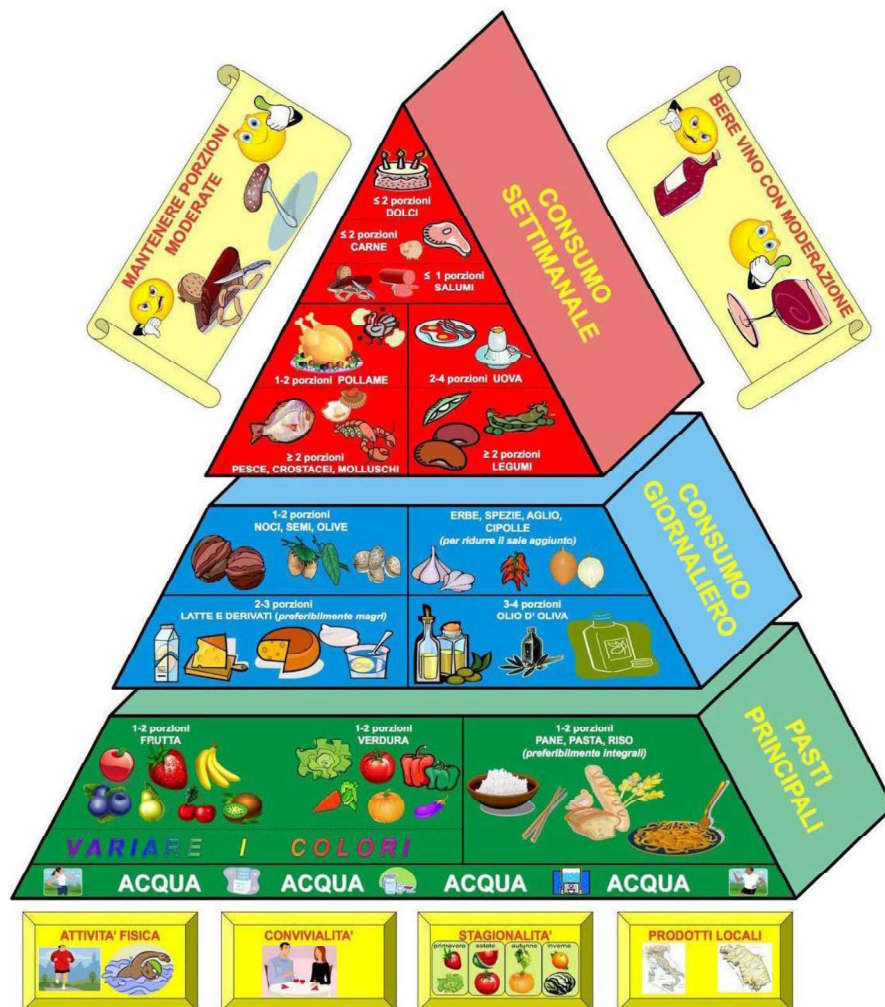 MANTENERE PORZIONI
MODERATE
BERE VINO CON MODERAZIONE
CONSUMO
SETTIMANALE
≤ 2 porzioni
DOLCI
≤ 2 porzioni
CARNE
≤ 1 porzioni
SALUMI
1-2 porzioni POLLAME
2-4 porzioni UOVA
≥ 2 porzioni
PESCE, CROSTACEI, MOLLUSCHI
≥ 2 porzioni
LEGUMI
CONSUMO
GIORNALIERO
1-2 porzioni
NOCI, SEMI, OLIVE
ERBE, SPEZIE, AGLIO,
CIPOLLE
(per ridurre il sale aggiunto)
2-3 porzioni
LATTE E DERIVATI (preferibilmente magri)
3-4 porzioni
OLIO D' OLIVA
PASTI
PRINCIPALI
1-2 porzioni
FRUTTA
1-2 porzioni
VERDURA
1-2 porzioni
PANE, PASTA, RISO
(preferibilmente integrali)
VARIARE I COLORI
ACQUA ACQUA ACQUA ACQUA
ATTIVITA' FISICA
CONVIVIALITA'
STAGIONALITA'
primavera estate autunno inverno
PRODOTTI LOCALI